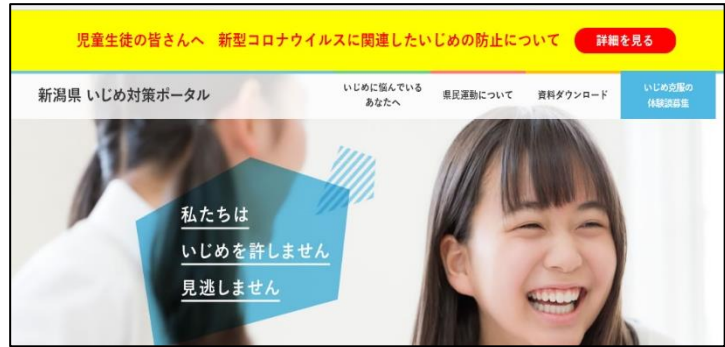 児童生徒の皆さんへ 新型コロナウイルスに関連したいじめの防止について 詳細を見る
新潟県 いじめ対策ポータル
いじめに悩んでいる
あなたへ
県民運動について
資料ダウンロード
いじめ克服の
体験談募集
私たちは
いじめを許しません
見逃しません